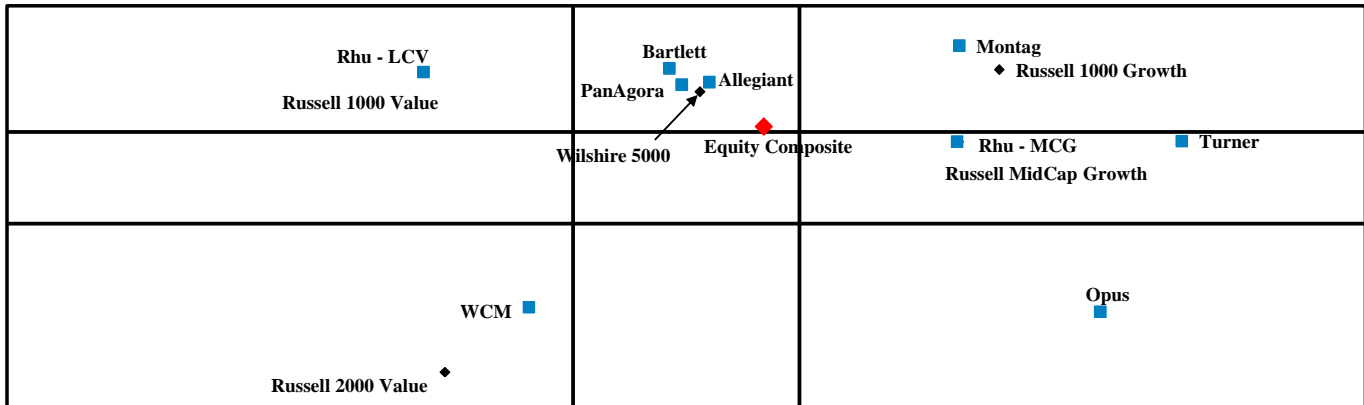 Montag
Bartlett
Rhu - LCV
Russell 1000 Growth
Allegiant
PanAgora
Russell 1000 Value
Rhu - MCG
Turner
Equity Composite
Wilshire 5000
Russell MidCap Growth
Opus
WCM
Russell 2000 Value